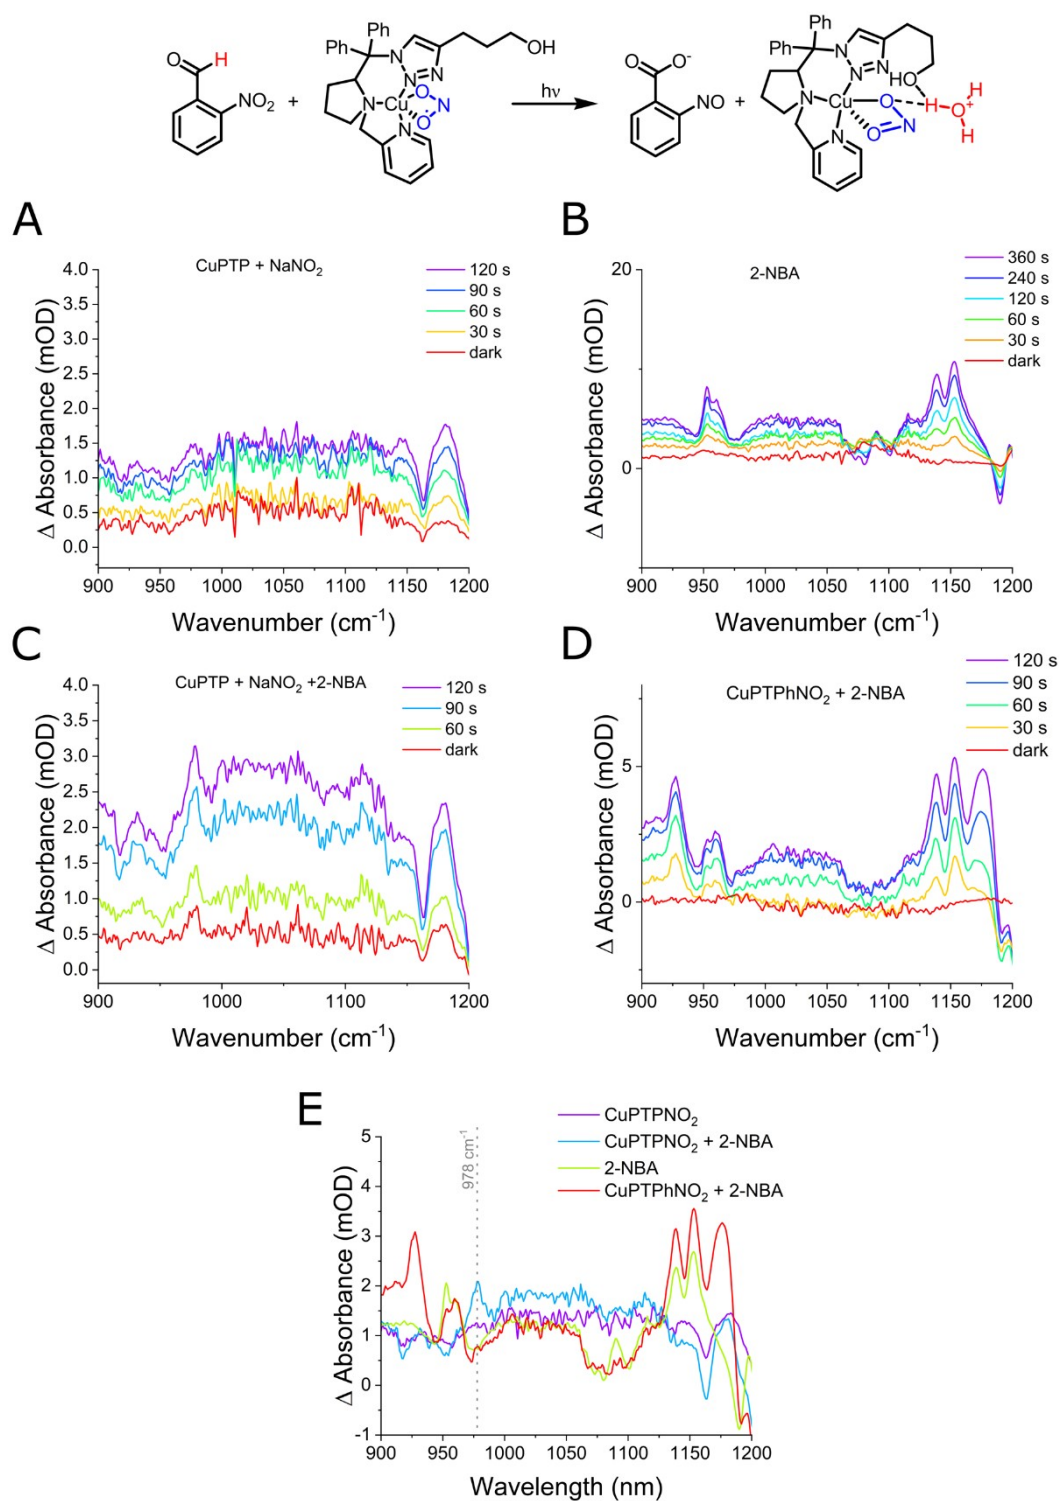 Ph
Ph
N
N
N
OH
O
H
NO₂
+
N
Cu
O
N
O
N
hν
O
O⁻
NO
+
Ph
Ph
N
N
N
HO
N
Cu
O
O
N
N
H
O⁺
H
H
A
CuPTP + NaNO₂
120 s
90 s
60 s
30 s
dark
Δ Absorbance (mOD)
4.0
3.5
3.0
2.5
2.0
1.5
1.0
0.5
0.0
900 950 1000 1050 1100 1150 1200
Wavenumber (cm⁻¹)
B
2-NBA
360 s
240 s
120 s
60 s
30 s
dark
Δ Absorbance (mOD)
20
10
0
900 950 1000 1050 1100 1150 1200
Wavenumber (cm⁻¹)
C
CuPTP + NaNO₂ +2-NBA
120 s
90 s
60 s
dark
Δ Absorbance (mOD)
4.0
3.5
3.0
2.5
2.0
1.5
1.0
0.5
0.0
900 950 1000 1050 1100 1150 1200
Wavenumber (cm⁻¹)
D
CuPTPhNO₂ + 2-NBA
120 s
90 s
60 s
30 s
dark
Δ Absorbance (mOD)
5
0
900 950 1000 1050 1100 1150 1200
Wavenumber (cm⁻¹)
E
CuPTPNO₂
CuPTPNO₂ + 2-NBA
2-NBA
CuPTPhNO₂ + 2-NBA
978 cm⁻¹
Δ Absorbance (mOD)
5
4
3
2
1
0
-1
900 950 1000 1050 1100 1150 1200
Wavelength (nm)